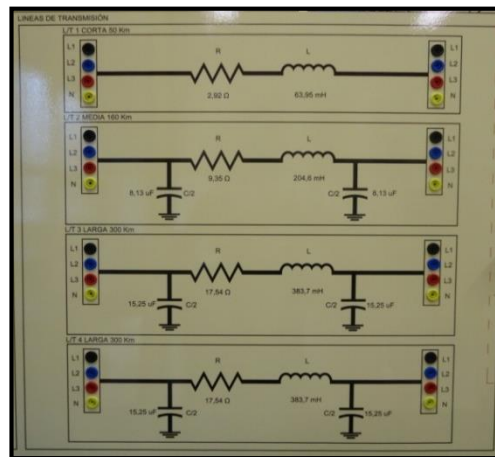 LINEAS DE TRANSMISIÓN
L/T 1 CORTA 50 Km
L1
L2
L3
N
R
L
2,92 Ω
63,95 mH
L1
L2
L3
N
L/T 2 MEDIA 160 Km
L1
L2
L3
N
R
L
9,35 Ω
204,6 mH
8,13 uF
C/2
C/2
8,13 uF
L1
L2
L3
N
L/T 3 LARGA 300 Km
L1
L2
L3
N
R
L
17,54 Ω
383,7 mH
15,25 uF
C/2
C/2
15,25 uF
L1
L2
L3
N
L/T 4 LARGA 300 Km
L1
L2
L3
N
R
L
17,54 Ω
383,7 mH
15,25 uF
C/2
C/2
15,25 uF
L1
L2
L3
N